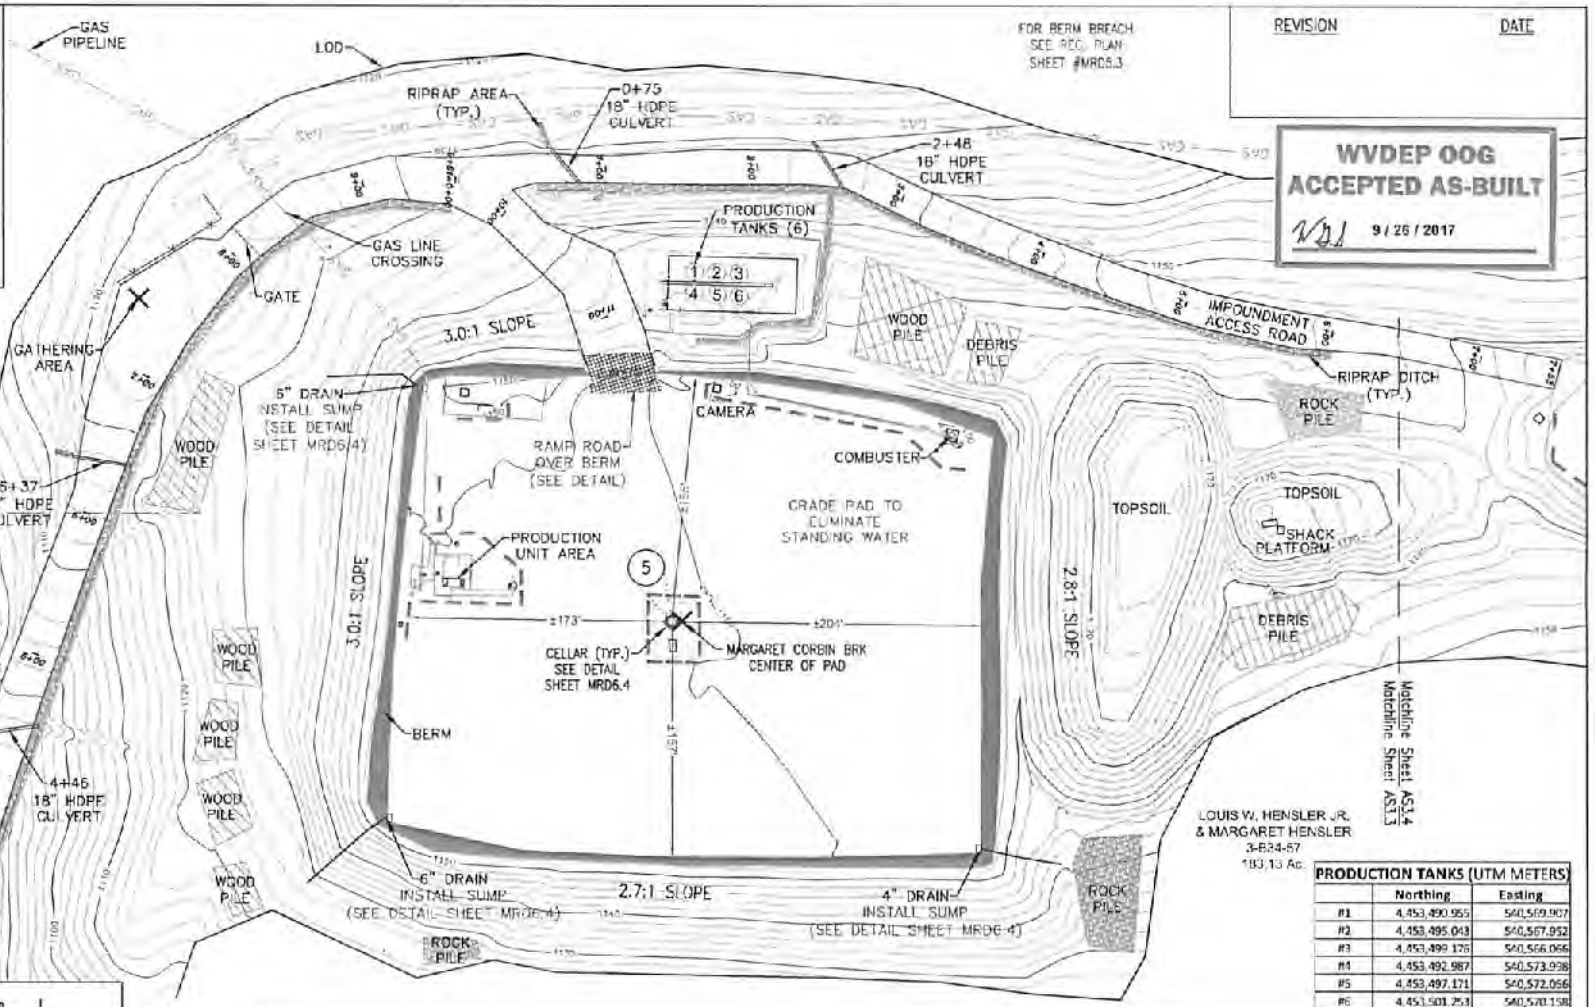 GAS
PIPELINE
LOD
FOR BERM BREACH
SEE REC. PLAN
SHEET #MRD5.3
REVISION DATE
WVDEP OOG
ACCEPTED AS-BUILT
9/26/2017
RIPRAP AREA
(TYP.)
0+75
18" HDPE
CULVERT
2+48
18" HDPE
CULVERT
PRODUCTION
TANKS (6)
1 2 3
4 5 6
GAS LINE
CROSSING
GATE
GATHERING
AREA
3.0:1 SLOPE
WOOD
PILE
DEBRIS
PILE
IMPOUNDMENT
ACCESS ROAD
RIPRAP DITCH
(TYP.)
ROCK
PILE
6" DRAIN
INSTALL SUMP
(SEE DETAIL
SHEET MRD6.4)
WOOD
PILE
CAMERA
COMBUSTER
RAMP ROAD
OVER BERM
(SEE DETAIL)
GRADE PAD TO
ELIMINATE
STANDING WATER
TOPSOIL
TOPSOIL
SHACK
PLATFORM
5+37
HDPE
PRODUCTION
UNIT AREA
5
3.0:1 SLOPE
2.8:1 SLOPE
±173'
±204'
±157'
CELLAR (TYP.)
SEE DETAIL
SHEET MRD6.4
MARGARET CORBIN BRK
CENTER OF PAD
DEBRIS
PILE
WOOD
PILE
WOOD
PILE
WOOD
PILE
WOOD
PILE
BERM
4+46
18" HDPE
CULVERT
Matchline Sheet AS3.4
Matchline Sheet AS3.3
LOUIS W. HENSLER JR.
& MARGARET HENSLER
3-B34-57
183.13 Ac.
6" DRAIN
INSTALL SUMP
(SEE DETAIL SHEET MRD6.4)
2.7:1 SLOPE
4" DRAIN
INSTALL SUMP
(SEE DETAIL SHEET MRD6.4)
ROCK
PILE
ROCK
PILE
PRODUCTION TANKS (UTM METERS)
Northing Easting
#1 4,453,490.955 540,569.907
#2 4,453,495.043 540,567.952
#3 4,453,499.176 540,566.066
#4 4,453,492.987 540,573.998
#5 4,453,497.171 540,572.056
#6 4,453,501.253 540,570.158